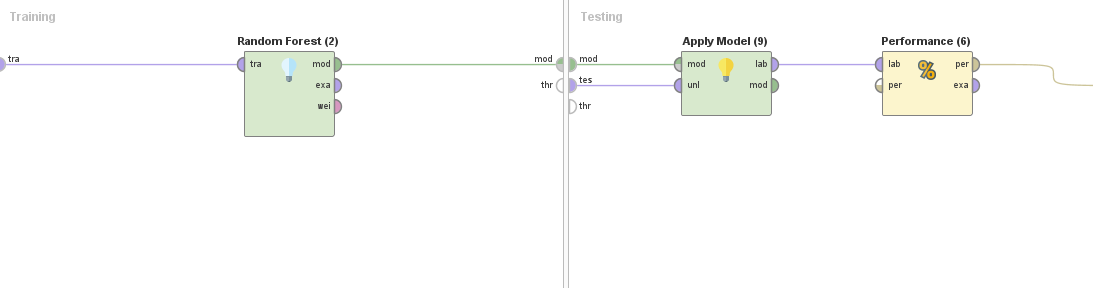 Training
Testing
Random Forest (2)
Apply Model (9)
Performance (6)
tra
tra
mod
mod
mod
mod
lab
lab
per
exa
thr
tes
unl
mod
per
exa
wei
thr
%